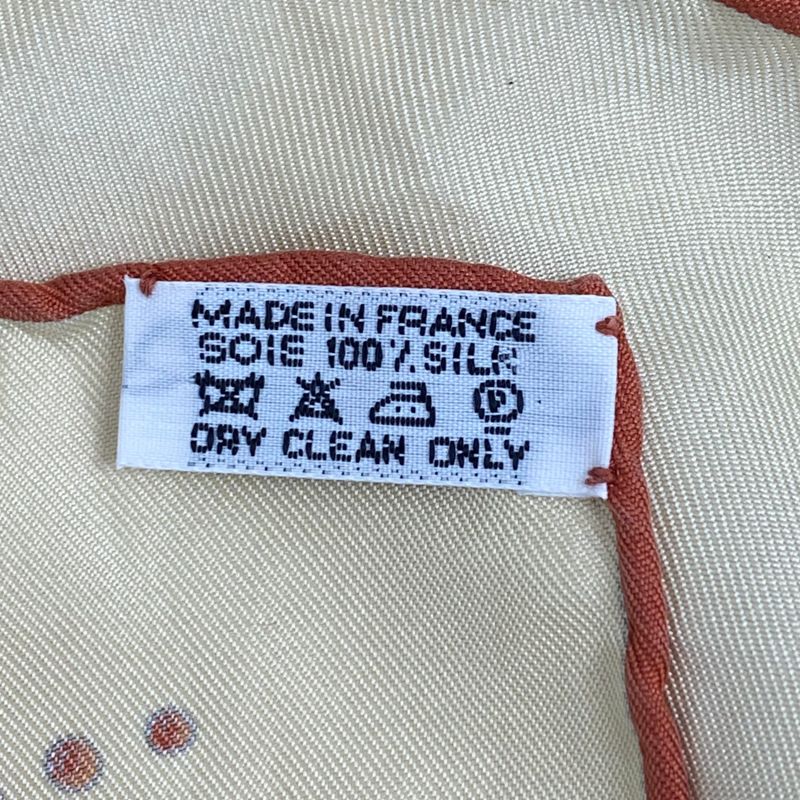 MADE IN FRANCE
SOIE 100% SILK
P
DRY CLEAN ONLY